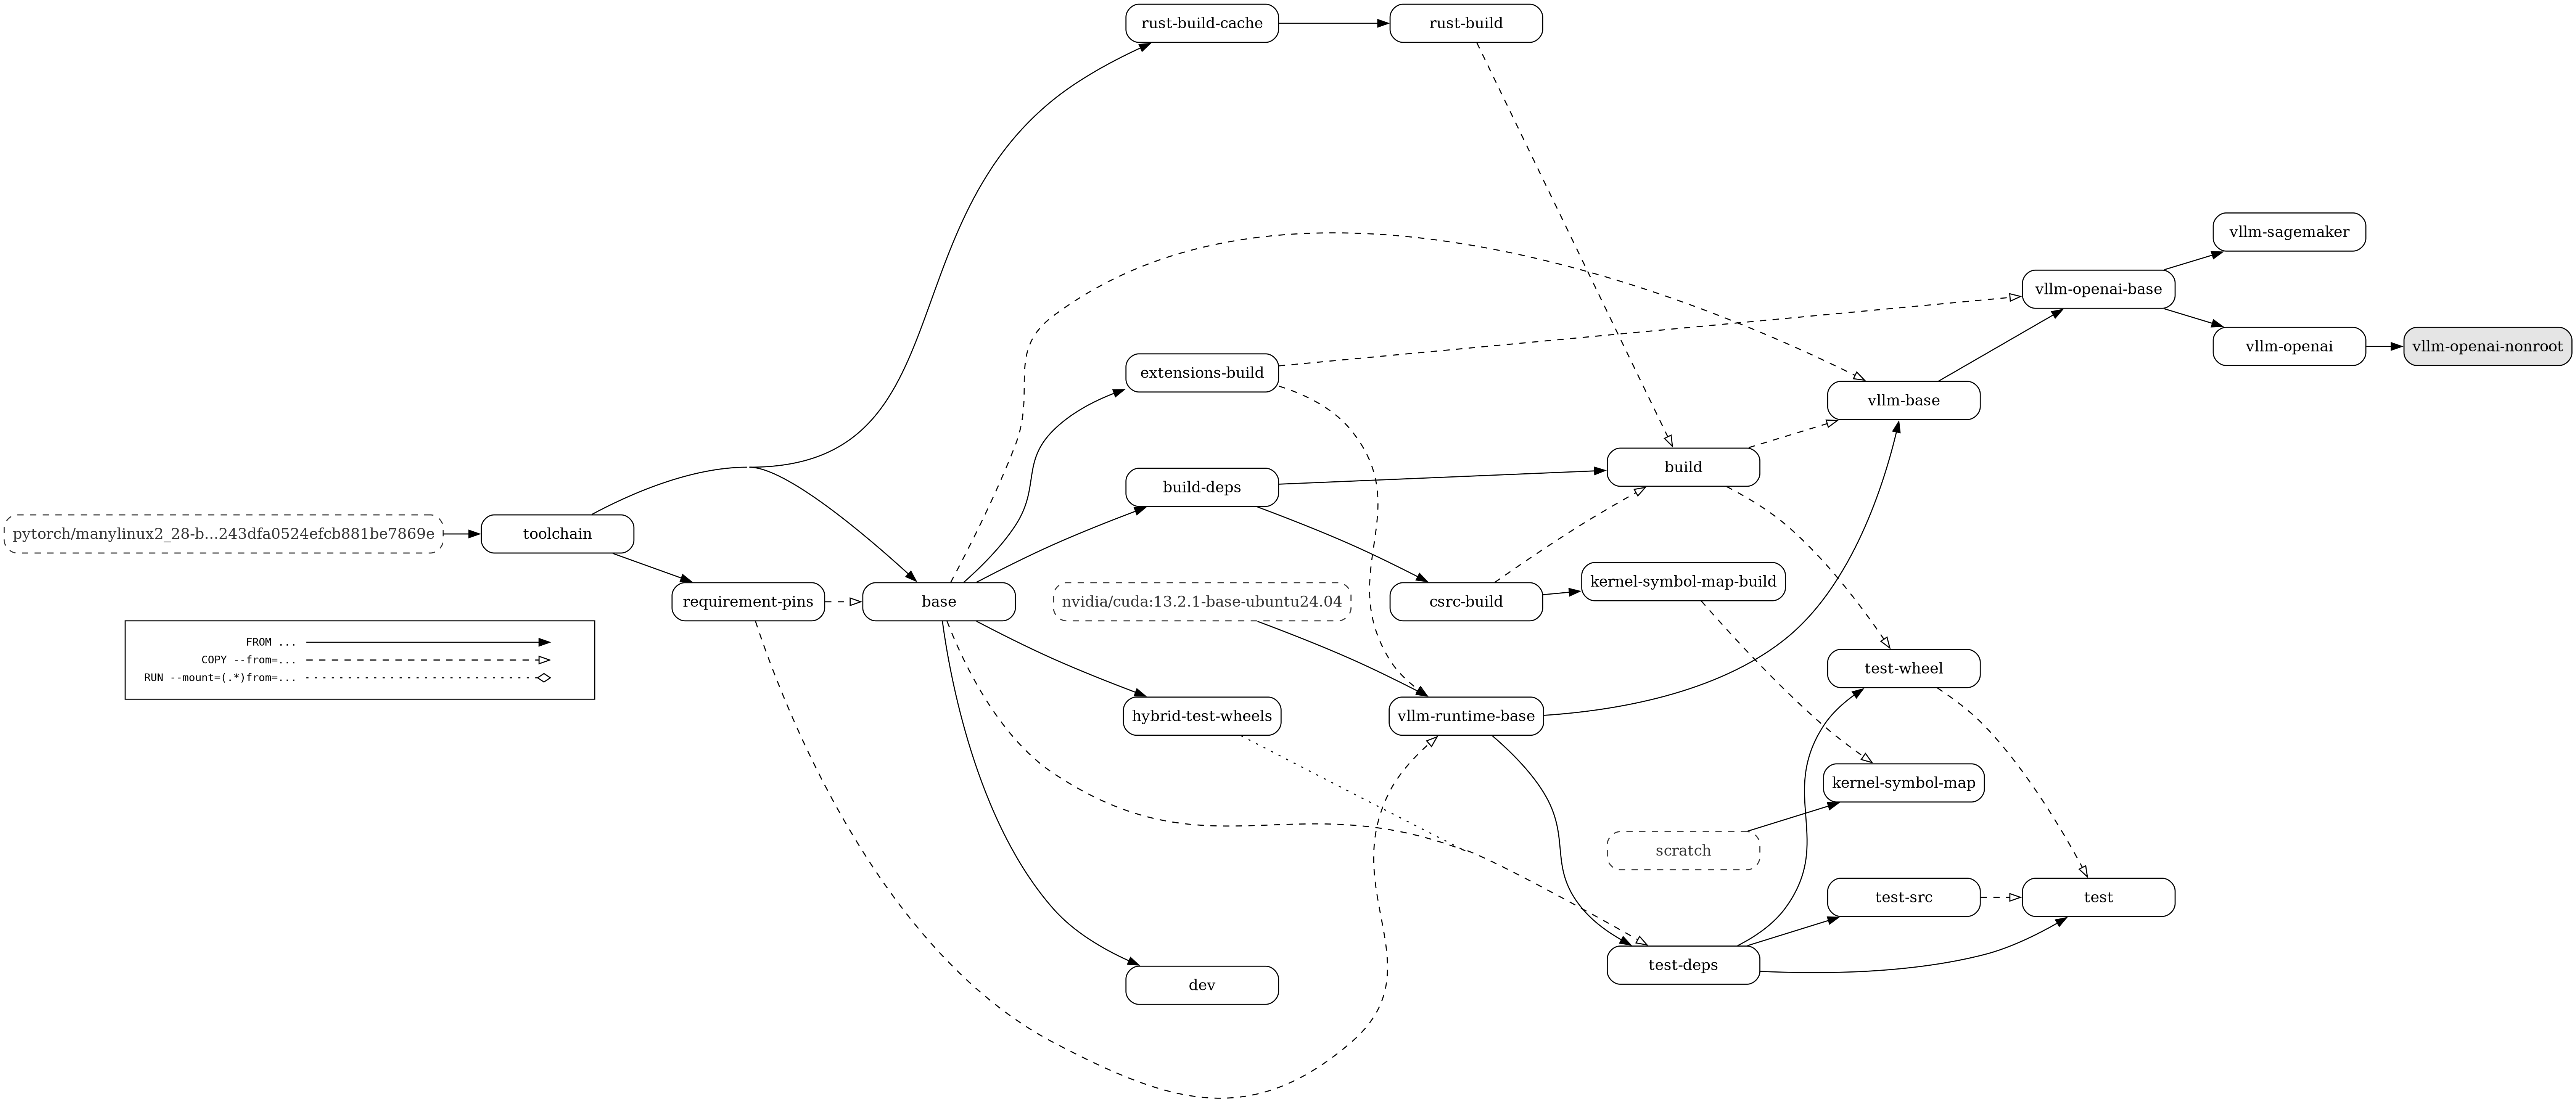 rust-build-cache
rust-build
vllm-sagemaker
vllm-openai-base
extensions-build
vllm-openai
vllm-openai-nonroot
vllm-base
build-deps
build
pytorch/manylinux2_28-b...243dfa0524efcb881be7869e
toolchain
requirement-pins
base
nvidia/cuda:13.2.1-base-ubuntu24.04
csrc-build
kernel-symbol-map-build
FROM ...
COPY --from=...
RUN --mount=(.*)from=...
test-wheel
hybrid-test-wheels
vllm-runtime-base
kernel-symbol-map
scratch
test-src
test
test-deps
dev